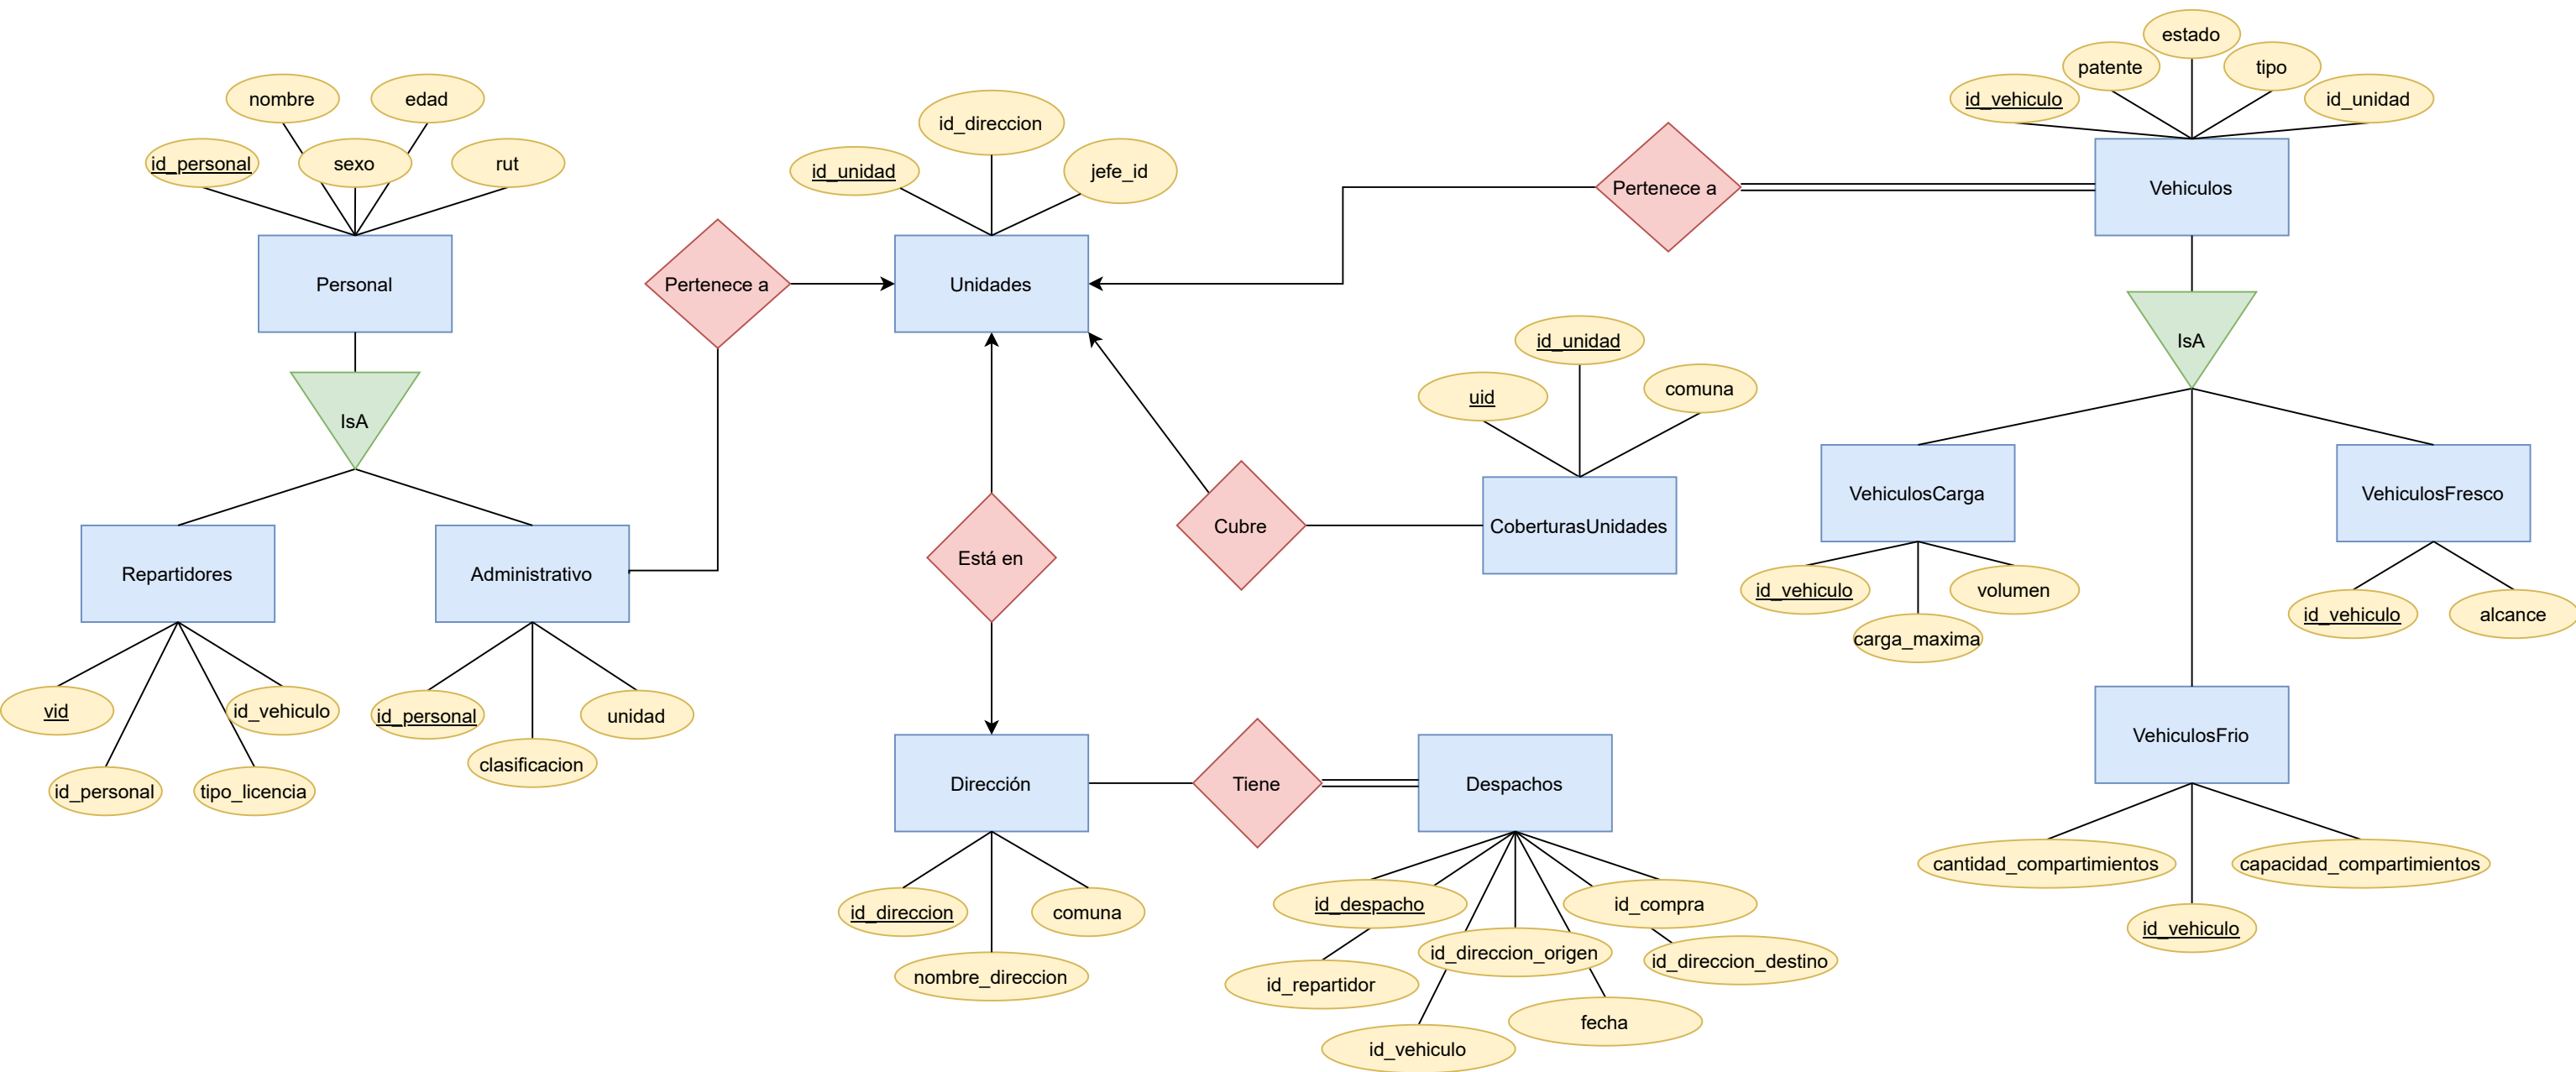 estado
patente
tipo
id_vehiculo
id_unidad
nombre
edad
id_personal
sexo
rut
id_direccion
id_unidad
jefe_id
Pertenece a
Vehiculos
Personal
Pertenece a
Unidades
IsA
id_unidad
uid
comuna
IsA
VehiculosCarga
VehiculosFresco
Cubre
CoberturasUnidades
Repartidores
Administrativo
Está en
id_vehiculo
volumen
carga_maxima
id_vehiculo
alcance
vid
id_vehiculo
id_personal
tipo_licencia
id_personal
unidad
clasificacion
VehiculosFrio
Dirección
Tiene
Despachos
cantidad_compartimientos
capacidad_compartimientos
id_vehiculo
id_direccion
comuna
nombre_direccion
id_despacho
id_compra
id_direccion_origen
id_direccion_destino
id_repartidor
fecha
id_vehiculo